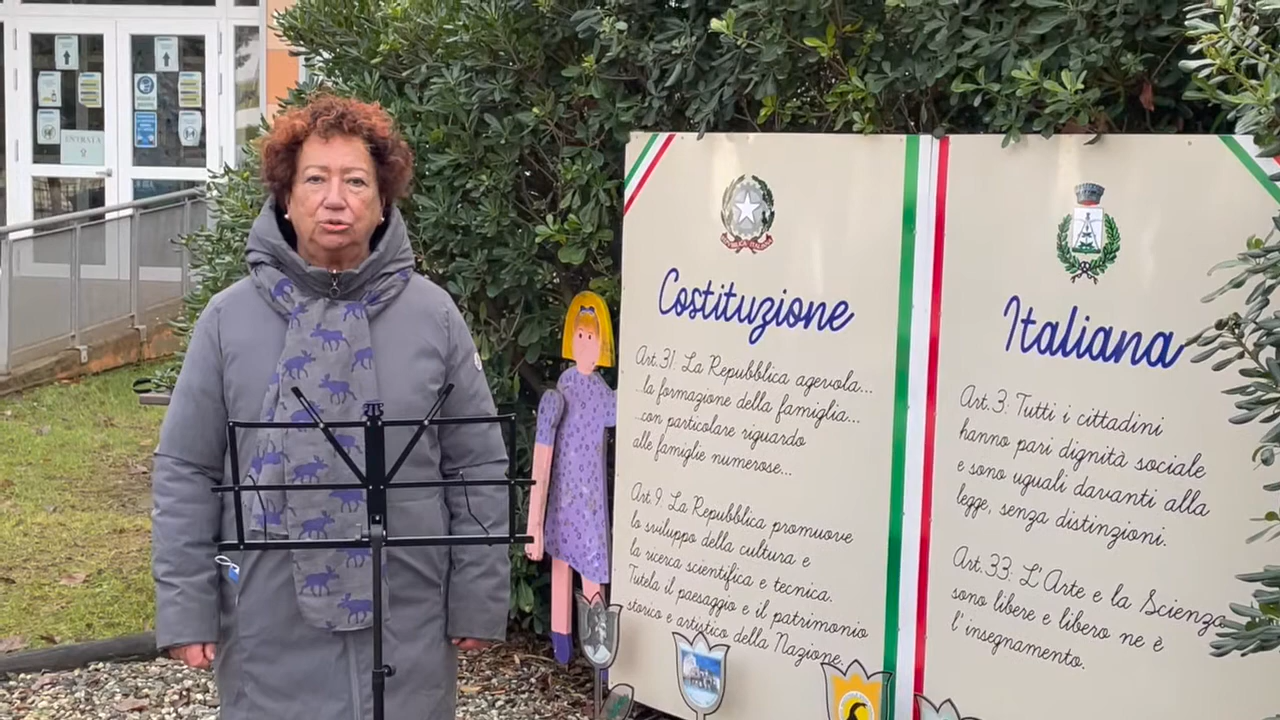 ENTRATA
REPVBBLICA ITALIANA
Costituzione
Art.31: La Repubblica agevola...
...la formazione della famiglia...
...con particolare riguardo
alle famiglie numerose...
Art.9: La Repubblica promuove
lo sviluppo della cultura e
la ricerca scientifica e tecnica.
Tutela il paesaggio e il patrimonio
storico e artistico della Nazione.
Italiana
Art.3: Tutti i cittadini
hanno pari dignità sociale
e sono uguali davanti alla
legge, senza distinzioni.
Art.33: L'Arte e la Scienza
sono libere e libero ne è
l'insegnamento.